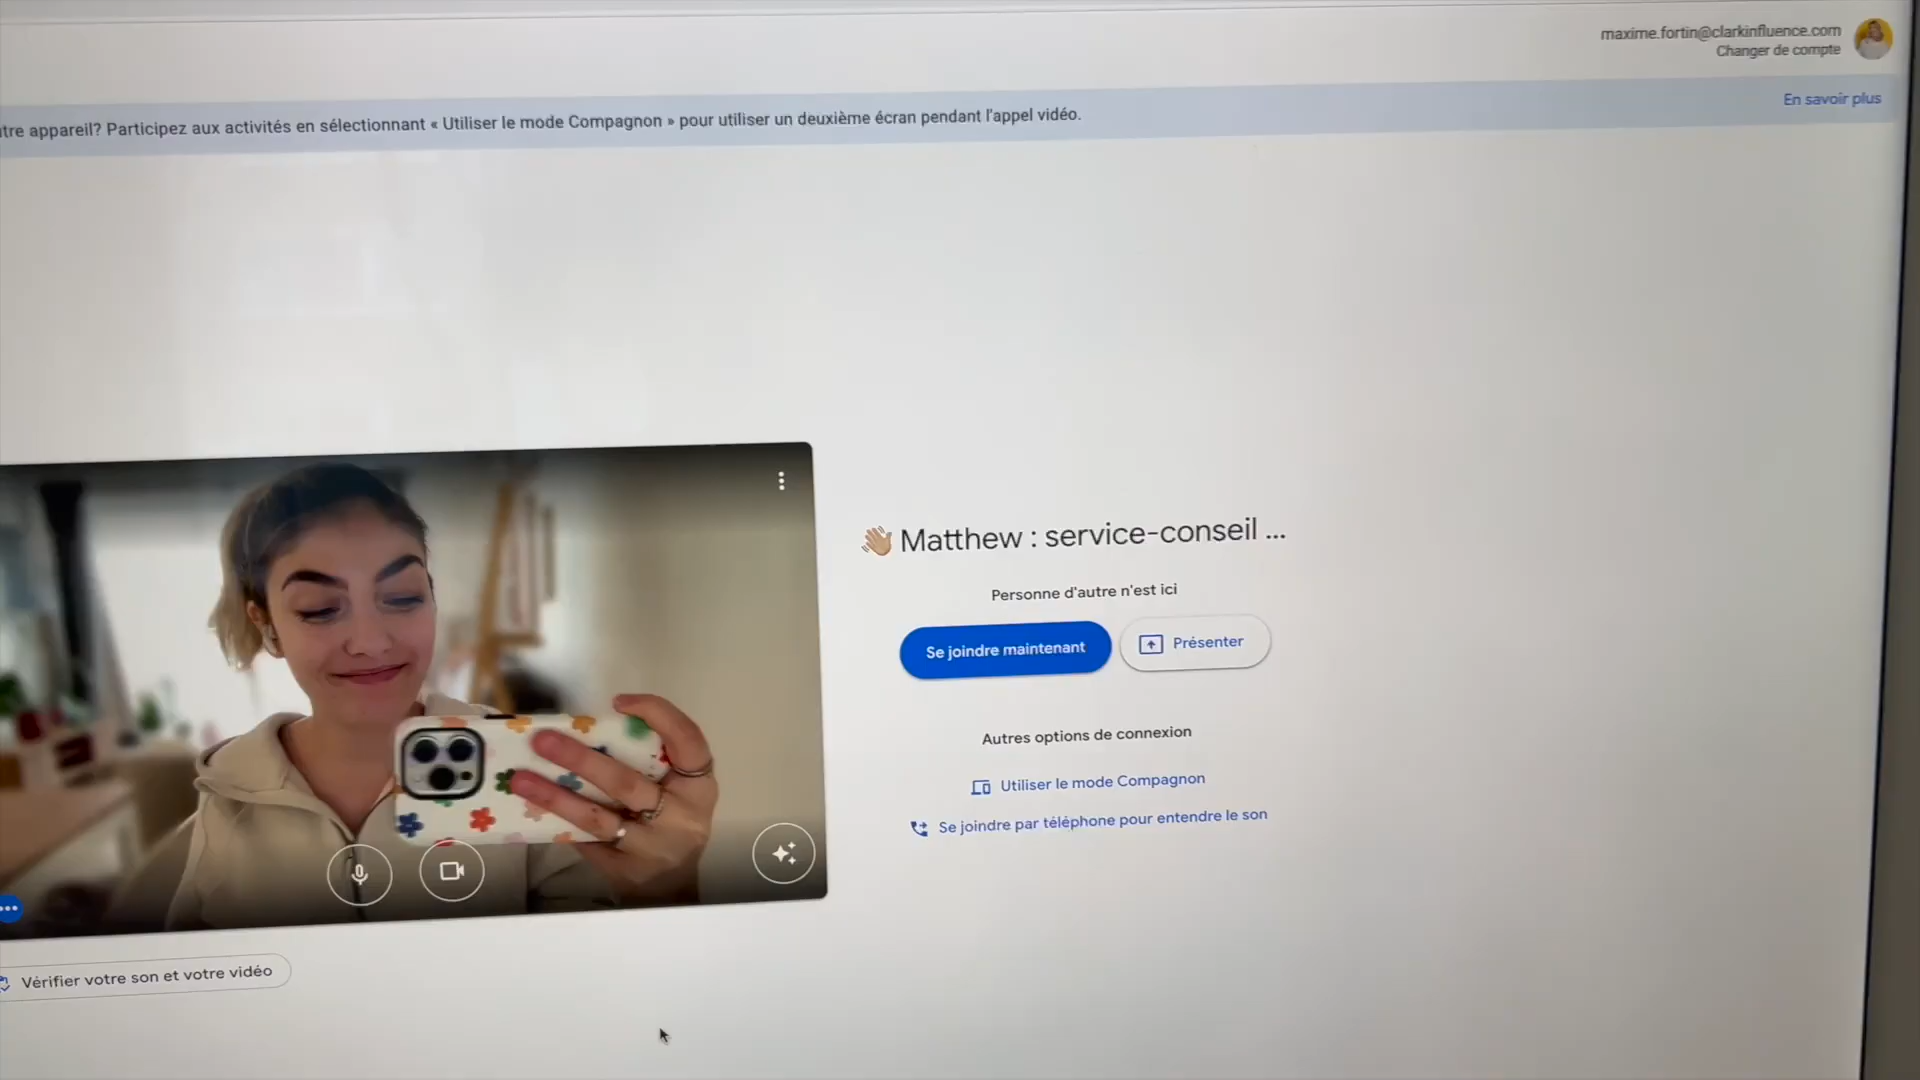 maxime.fortin@clarkinfluence.com
Changer de compte
tre appareil? Participez aux activités en sélectionnant « Utiliser le mode Compagnon » pour utiliser un deuxième écran pendant l'appel vidéo.
En savoir plus
👋🏼 Matthew : service-conseil ...
Personne d'autre n'est ici
Se joindre maintenant
Présenter
Autres options de connexion
Utiliser le mode Compagnon
Se joindre par téléphone pour entendre le son
Vérifier votre son et votre vidéo